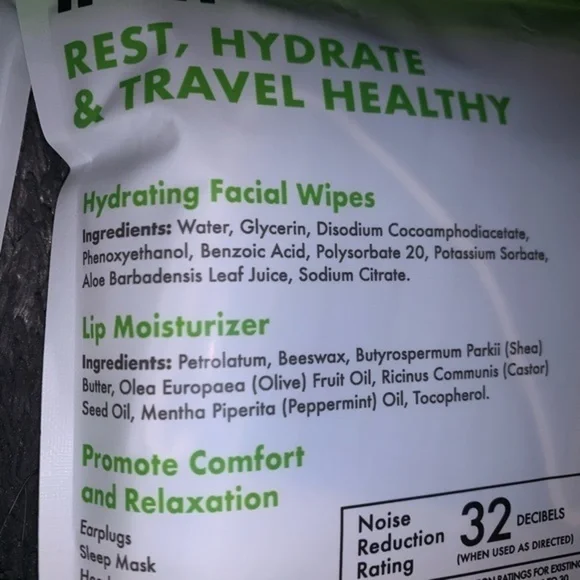 REST, HYDRATE
& TRAVEL HEALTHY
Hydrating Facial Wipes
Ingredients: Water, Glycerin, Disodium Cocoamphodiacetate,
Phenoxyethanol, Benzoic Acid, Polysorbate 20, Potassium Sorbate,
Aloe Barbadensis Leaf Juice, Sodium Citrate.
Lip Moisturizer
Ingredients: Petrolatum, Beeswax, Butyrospermum Parkii (Shea)
Butter, Olea Europaea (Olive) Fruit Oil, Ricinus Communis (Castor)
Seed Oil, Mentha Piperita (Peppermint) Oil, Tocopherol.
Promote Comfort
and Relaxation
Earplugs
Sleep Mask
Noise
Reduction
Rating
32 DECIBELS
(WHEN USED AS DIRECTED)
RATINGS FOR EXISTING